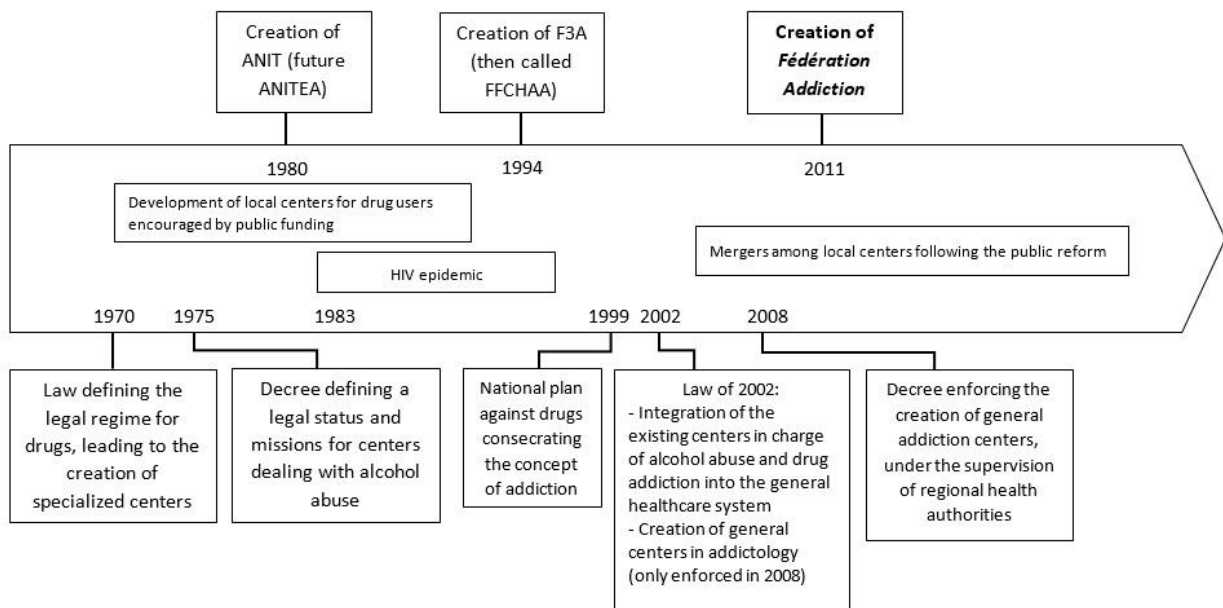 Creation of
ANIT (future
ANITEA)
Creation of F3A
(then called
FFCHAA)
Creation of
Fédération
Addiction
1980
1994
2011
Development of local centers for drug users
encouraged by public funding
Mergers among local centers following the public reform
HIV epidemic
1970
1975
1983
1999
2002
2008
Law defining the
legal regime for
drugs, leading to the
creation of
specialized centers
Decree defining a
legal status and
missions for centers
dealing with alcohol
abuse
National plan
against drugs
consecrating
the concept
of addiction
Law of 2002:
- Integration of the
existing centers in charge
of alcohol abuse and drug
addiction into the general
healthcare system
- Creation of general
centers in addictology
(only enforced in 2008)
Decree enforcing the
creation of general
addiction centers,
under the supervision
of regional health
authorities